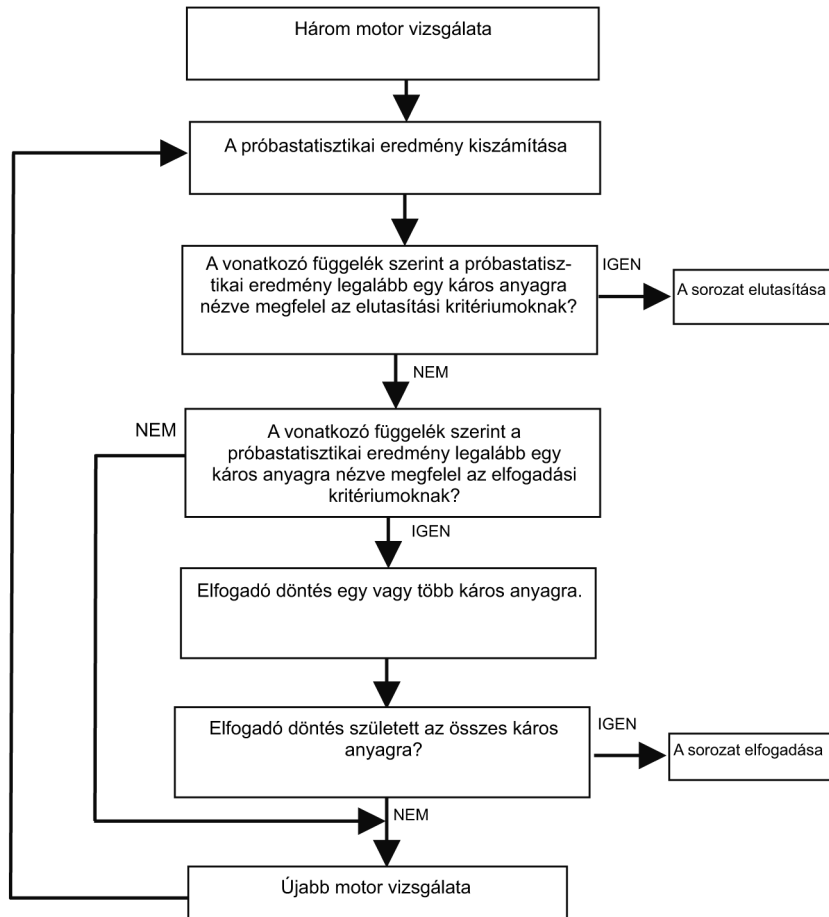 Három motor vizsgálata
A próbastatisztikai eredmény kiszámítása
A vonatkozó függelék szerint a próbastatisz-
tikai eredmény legalább egy káros anyagra
nézve megfelel az elutasítási kritériumoknak?
IGEN
A sorozat elutasítása
NEM
NEM
A vonatkozó függelék szerint a
próbastatisztikai eredmény legalább egy
káros anyagra nézve megfelel az elfogadási
kritériumoknak?
IGEN
Elfogadó döntés egy vagy több káros anyagra.
Elfogadó döntés született az összes káros
anyagra?
IGEN
A sorozat elfogadása
NEM
Újabb motor vizsgálata